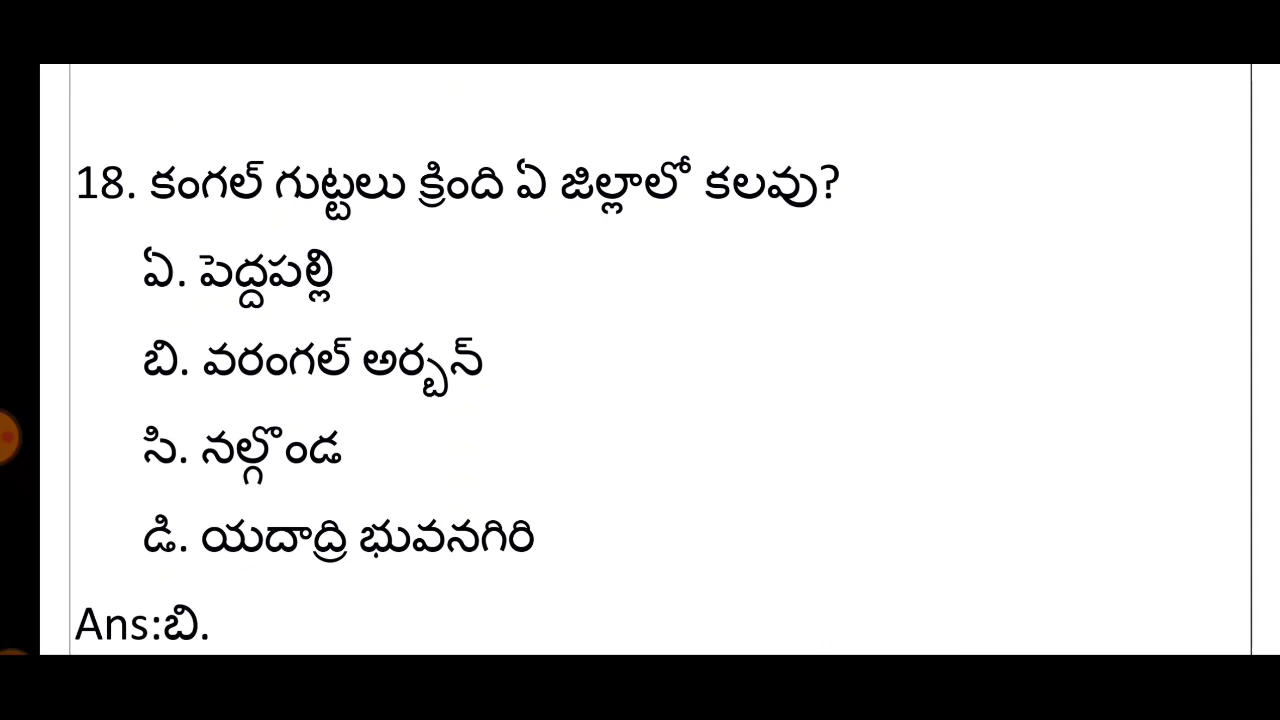 18. కంగల్ గుట్టలు క్రింది ఏ జిల్లాలో కలవు?
ఏ. పెద్దపల్లి
బి. వరంగల్ అర్బన్
సి. నల్గొండ
డి. యదాద్రి భువనగిరి
Ans:బి.